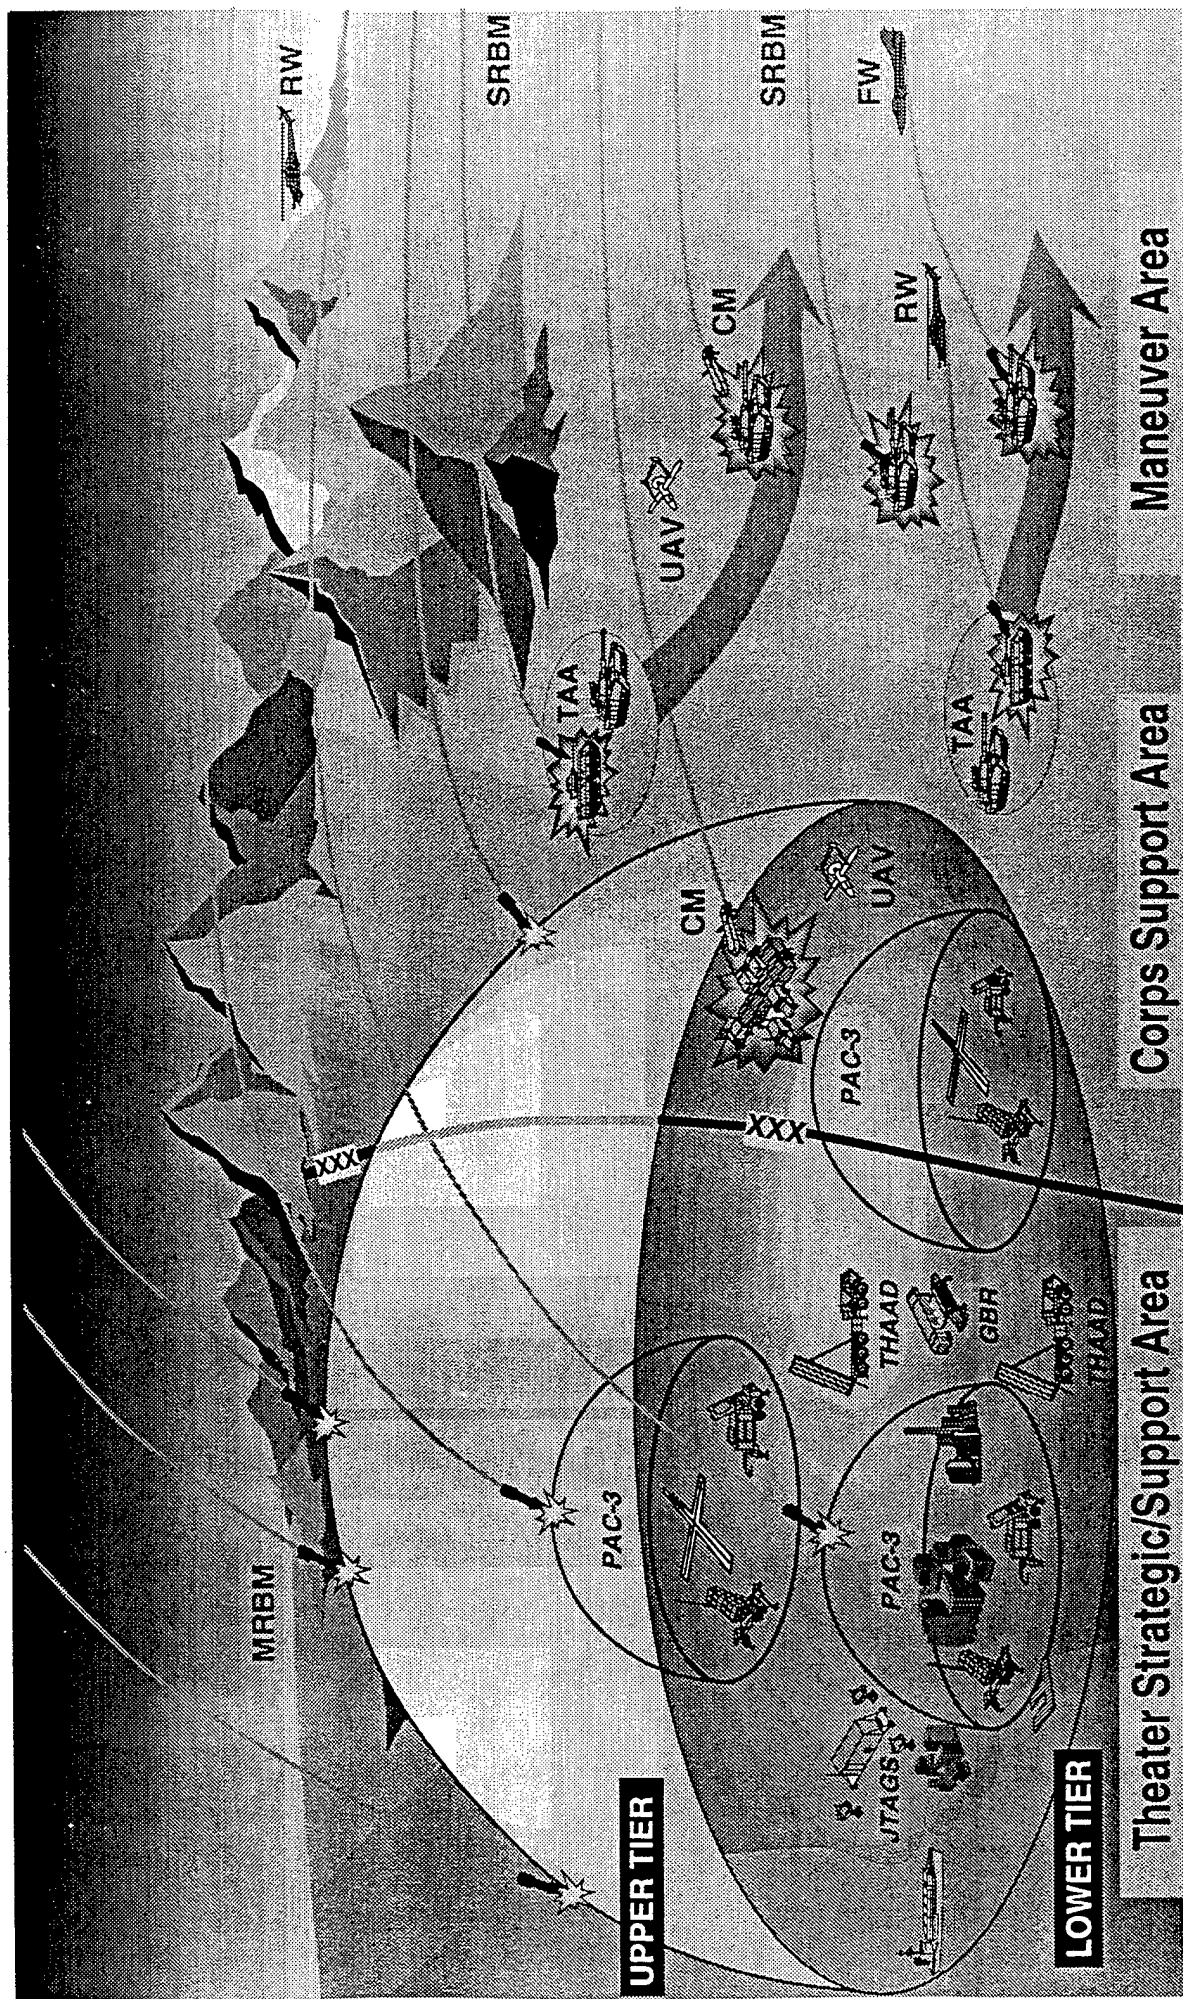 RW
SRBM
SRBM
FW
MRBM
CM
RW
UAV
TAA
TAA
CM
UAV
XXX
XXX
PAC-3
PAC-3
PAC-3
THAAD
GBR
THAAD
JTAGS
UPPER TIER
LOWER TIER
Theater Strategic/Support Area
Corps Support Area
Maneuver Area